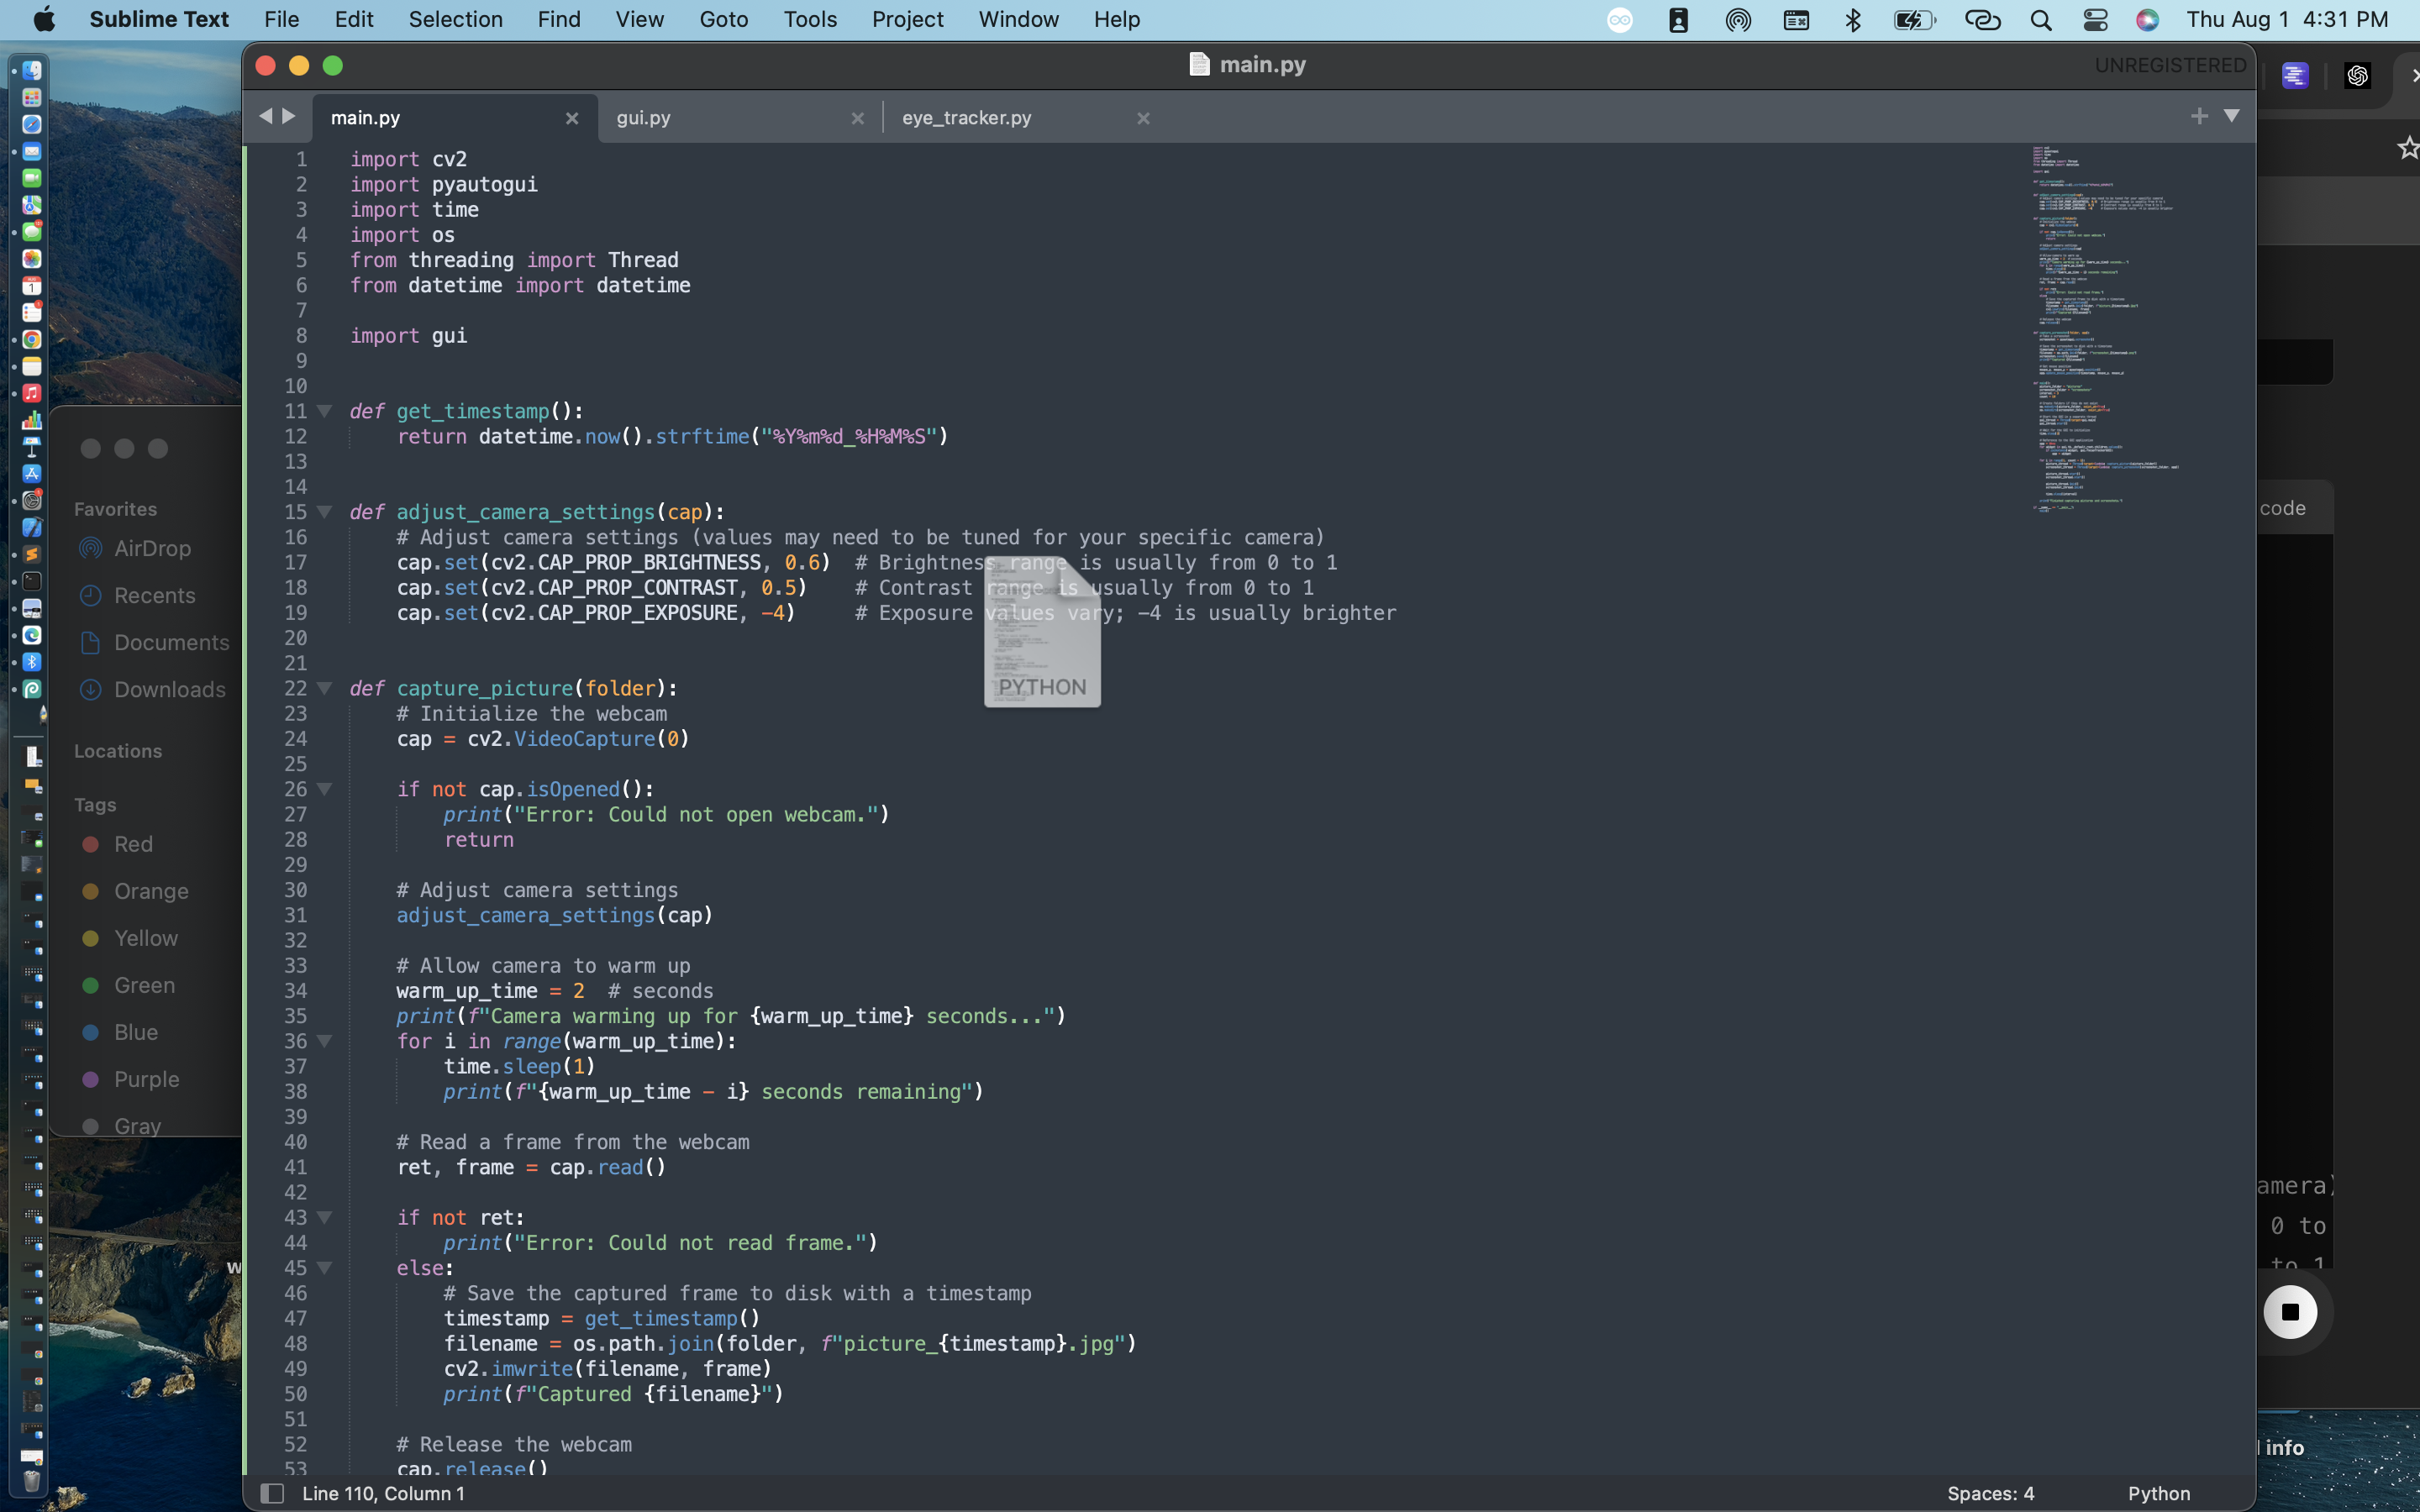 Sublime Text File Edit Selection Find View Goto Tools Project Window Help Thu Aug 1 4:31 PM
main.py UNREGISTERED
main.py gui.py eye_tracker.py
1 import cv2
2 import pyautogui
3 import time
4 import os
5 from threading import Thread
6 from datetime import datetime
7
8 import gui
9
10
11 def get_timestamp():
12     return datetime.now().strftime("%Y%m%d_%H%M%S")
13
14
15 def adjust_camera_settings(cap):
16     # Adjust camera settings (values may need to be tuned for your specific camera)
17     cap.set(cv2.CAP_PROP_BRIGHTNESS, 0.6)  # Brightness range is usually from 0 to 1
18     cap.set(cv2.CAP_PROP_CONTRAST, 0.5)    # Contrast range is usually from 0 to 1
19     cap.set(cv2.CAP_PROP_EXPOSURE, -4)     # Exposure values vary; -4 is usually brighter
20
21
22 def capture_picture(folder):
23     # Initialize the webcam
24     cap = cv2.VideoCapture(0)
25
26     if not cap.isOpened():
27         print("Error: Could not open webcam.")
28         return
29
30     # Adjust camera settings
31     adjust_camera_settings(cap)
32
33     # Allow camera to warm up
34     warm_up_time = 2  # seconds
35     print(f"Camera warming up for {warm_up_time} seconds...")
36     for i in range(warm_up_time):
37         time.sleep(1)
38         print(f"{warm_up_time - i} seconds remaining")
39
40     # Read a frame from the webcam
41     ret, frame = cap.read()
42
43     if not ret:
44         print("Error: Could not read frame.")
45     else:
46         # Save the captured frame to disk with a timestamp
47         timestamp = get_timestamp()
48         filename = os.path.join(folder, f"picture_{timestamp}.jpg")
49         cv2.imwrite(filename, frame)
50         print(f"Captured {filename}")
51
52     # Release the webcam
53     cap.release()
PYTHON
Line 110, Column 1 Spaces: 4 Python
Favorites
AirDrop
Recents
Documents
Downloads
Locations
Tags
Red
Orange
Yellow
Green
Blue
Purple
Gray
code
amera)
0 to
to 1
info